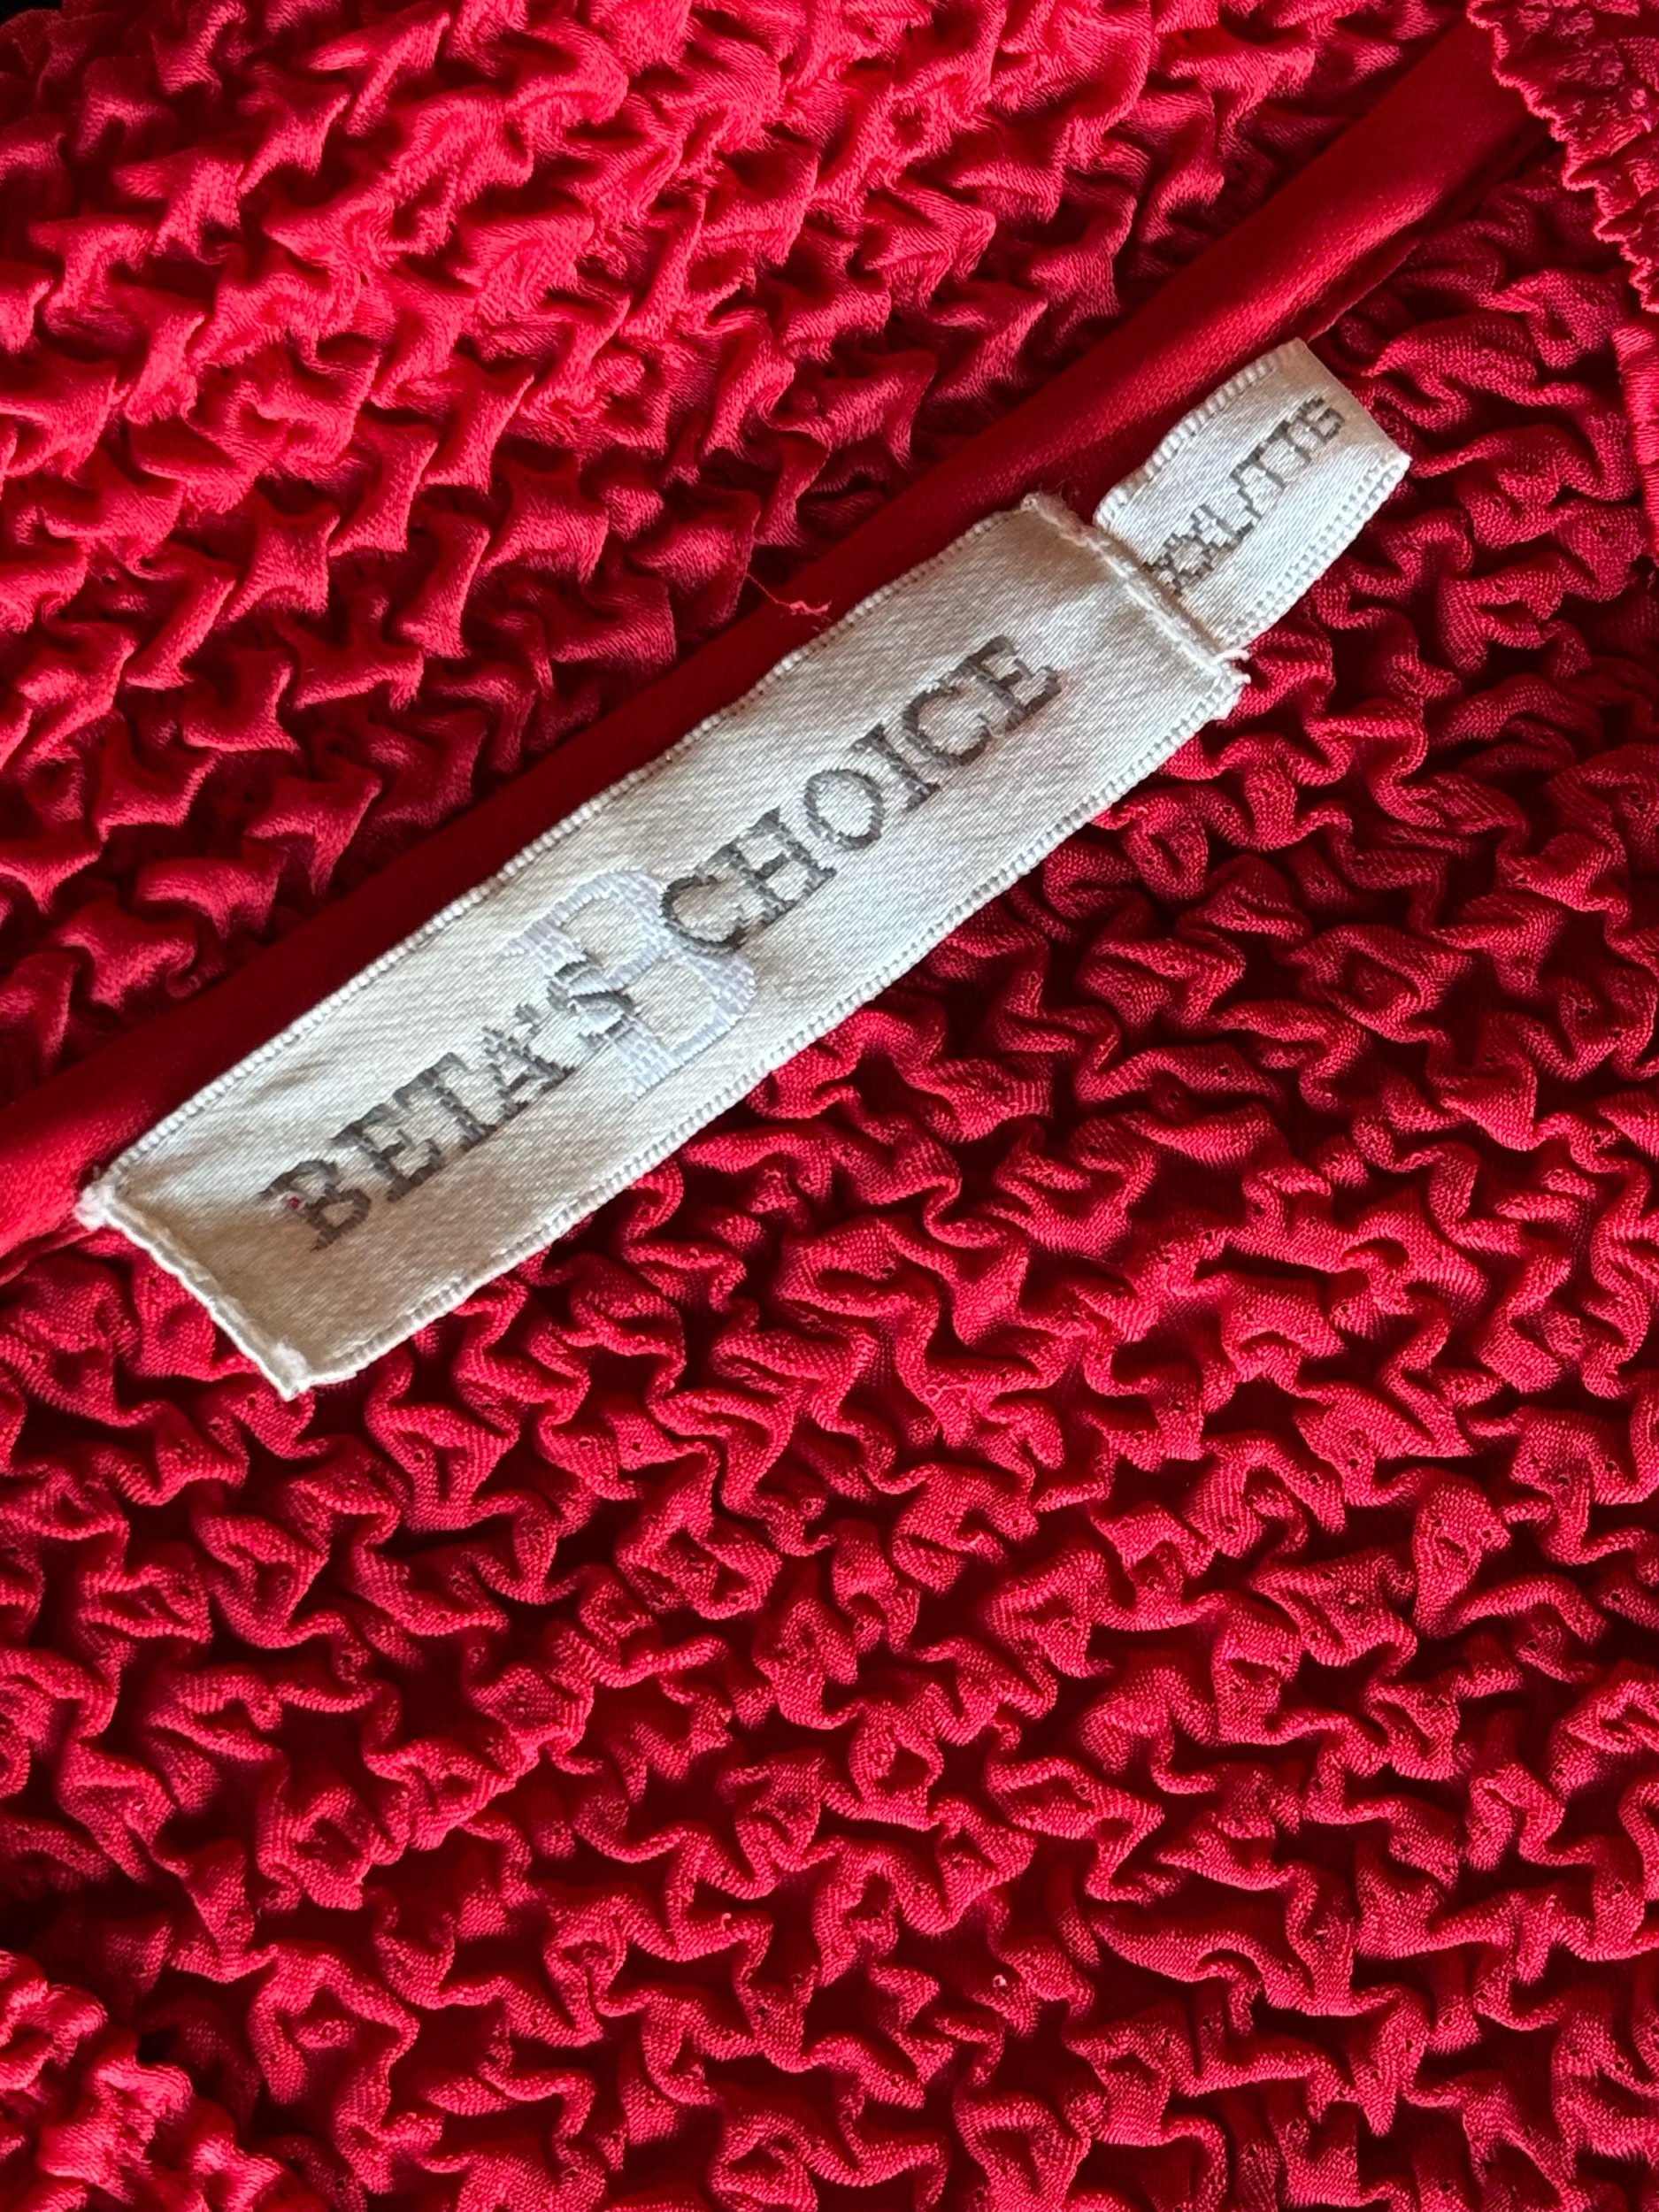 BETA'S CHOICE
B
XXL/TTG